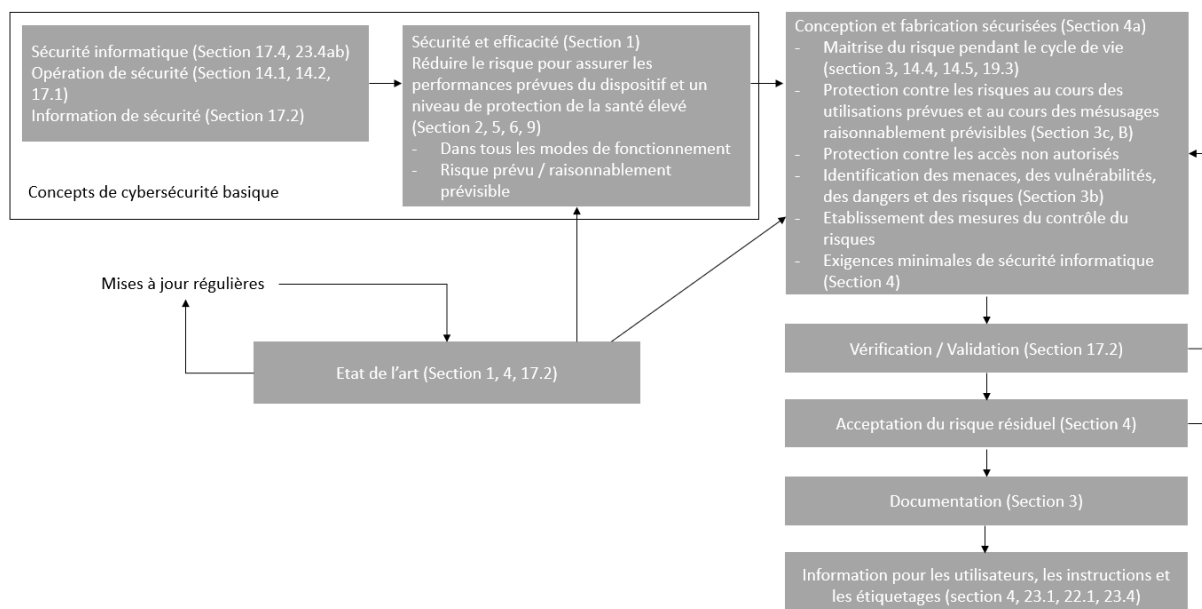 Sécurité informatique (Section 17.4, 23.4ab)
Opération de sécurité (Section 14.1, 14.2,
17.1)
Information de sécurité (Section 17.2)
Concepts de cybersécurité basique
Sécurité et efficacité (Section 1)
Réduire le risque pour assurer les
performances prévues du dispositif et un
niveau de protection de la santé élevé
(Section 2, 5, 6, 9)
- Dans tous les modes de fonctionnement
- Risque prévu / raisonnablement
prévisible
Conception et fabrication sécurisées (Section 4a)
- Maitrise du risque pendant le cycle de vie
(section 3, 14.4, 14.5, 19.3)
- Protection contre les risques au cours des
utilisations prévues et au cours des mésusages
raisonnablement prévisibles (Section 3c, B)
- Protection contre les accès non autorisés
- Identification des menaces, des vulnérabilités,
des dangers et des risques (Section 3b)
- Etablissement des mesures du contrôle du
risques
- Exigences minimales de sécurité informatique
(Section 4)
Mises à jour régulières
Etat de l'art (Section 1, 4, 17.2)
Vérification / Validation (Section 17.2)
Acceptation du risque résiduel (Section 4)
Documentation (Section 3)
Information pour les utilisateurs, les instructions et
les étiquetages (section 4, 23.1, 22.1, 23.4)